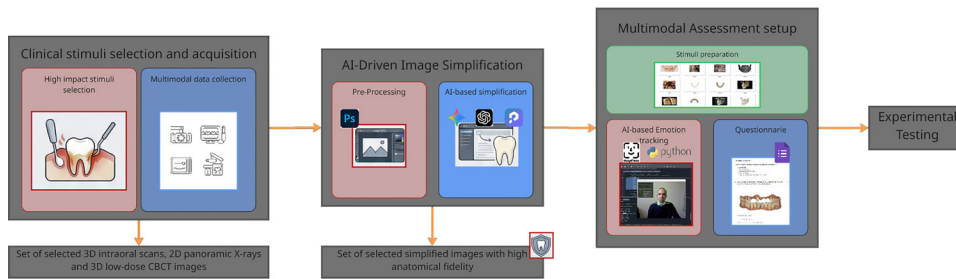 Clinical stimuli selection and acquisition
High impact stimuli
selection
Multimodal data collection
Set of selected 3D intraoral scans, 2D panoramic X-rays
and 3D low-dose CBCT images
AI-Driven Image Simplification
Pre-Processing
Ps
AI-based simplification
Set of selected simplified images with high
anatomical fidelity
Multimodal Assessment setup
Stimuli preparation
AI-based Emotion
tracking
python
Questionnarie
Experimental
Testing